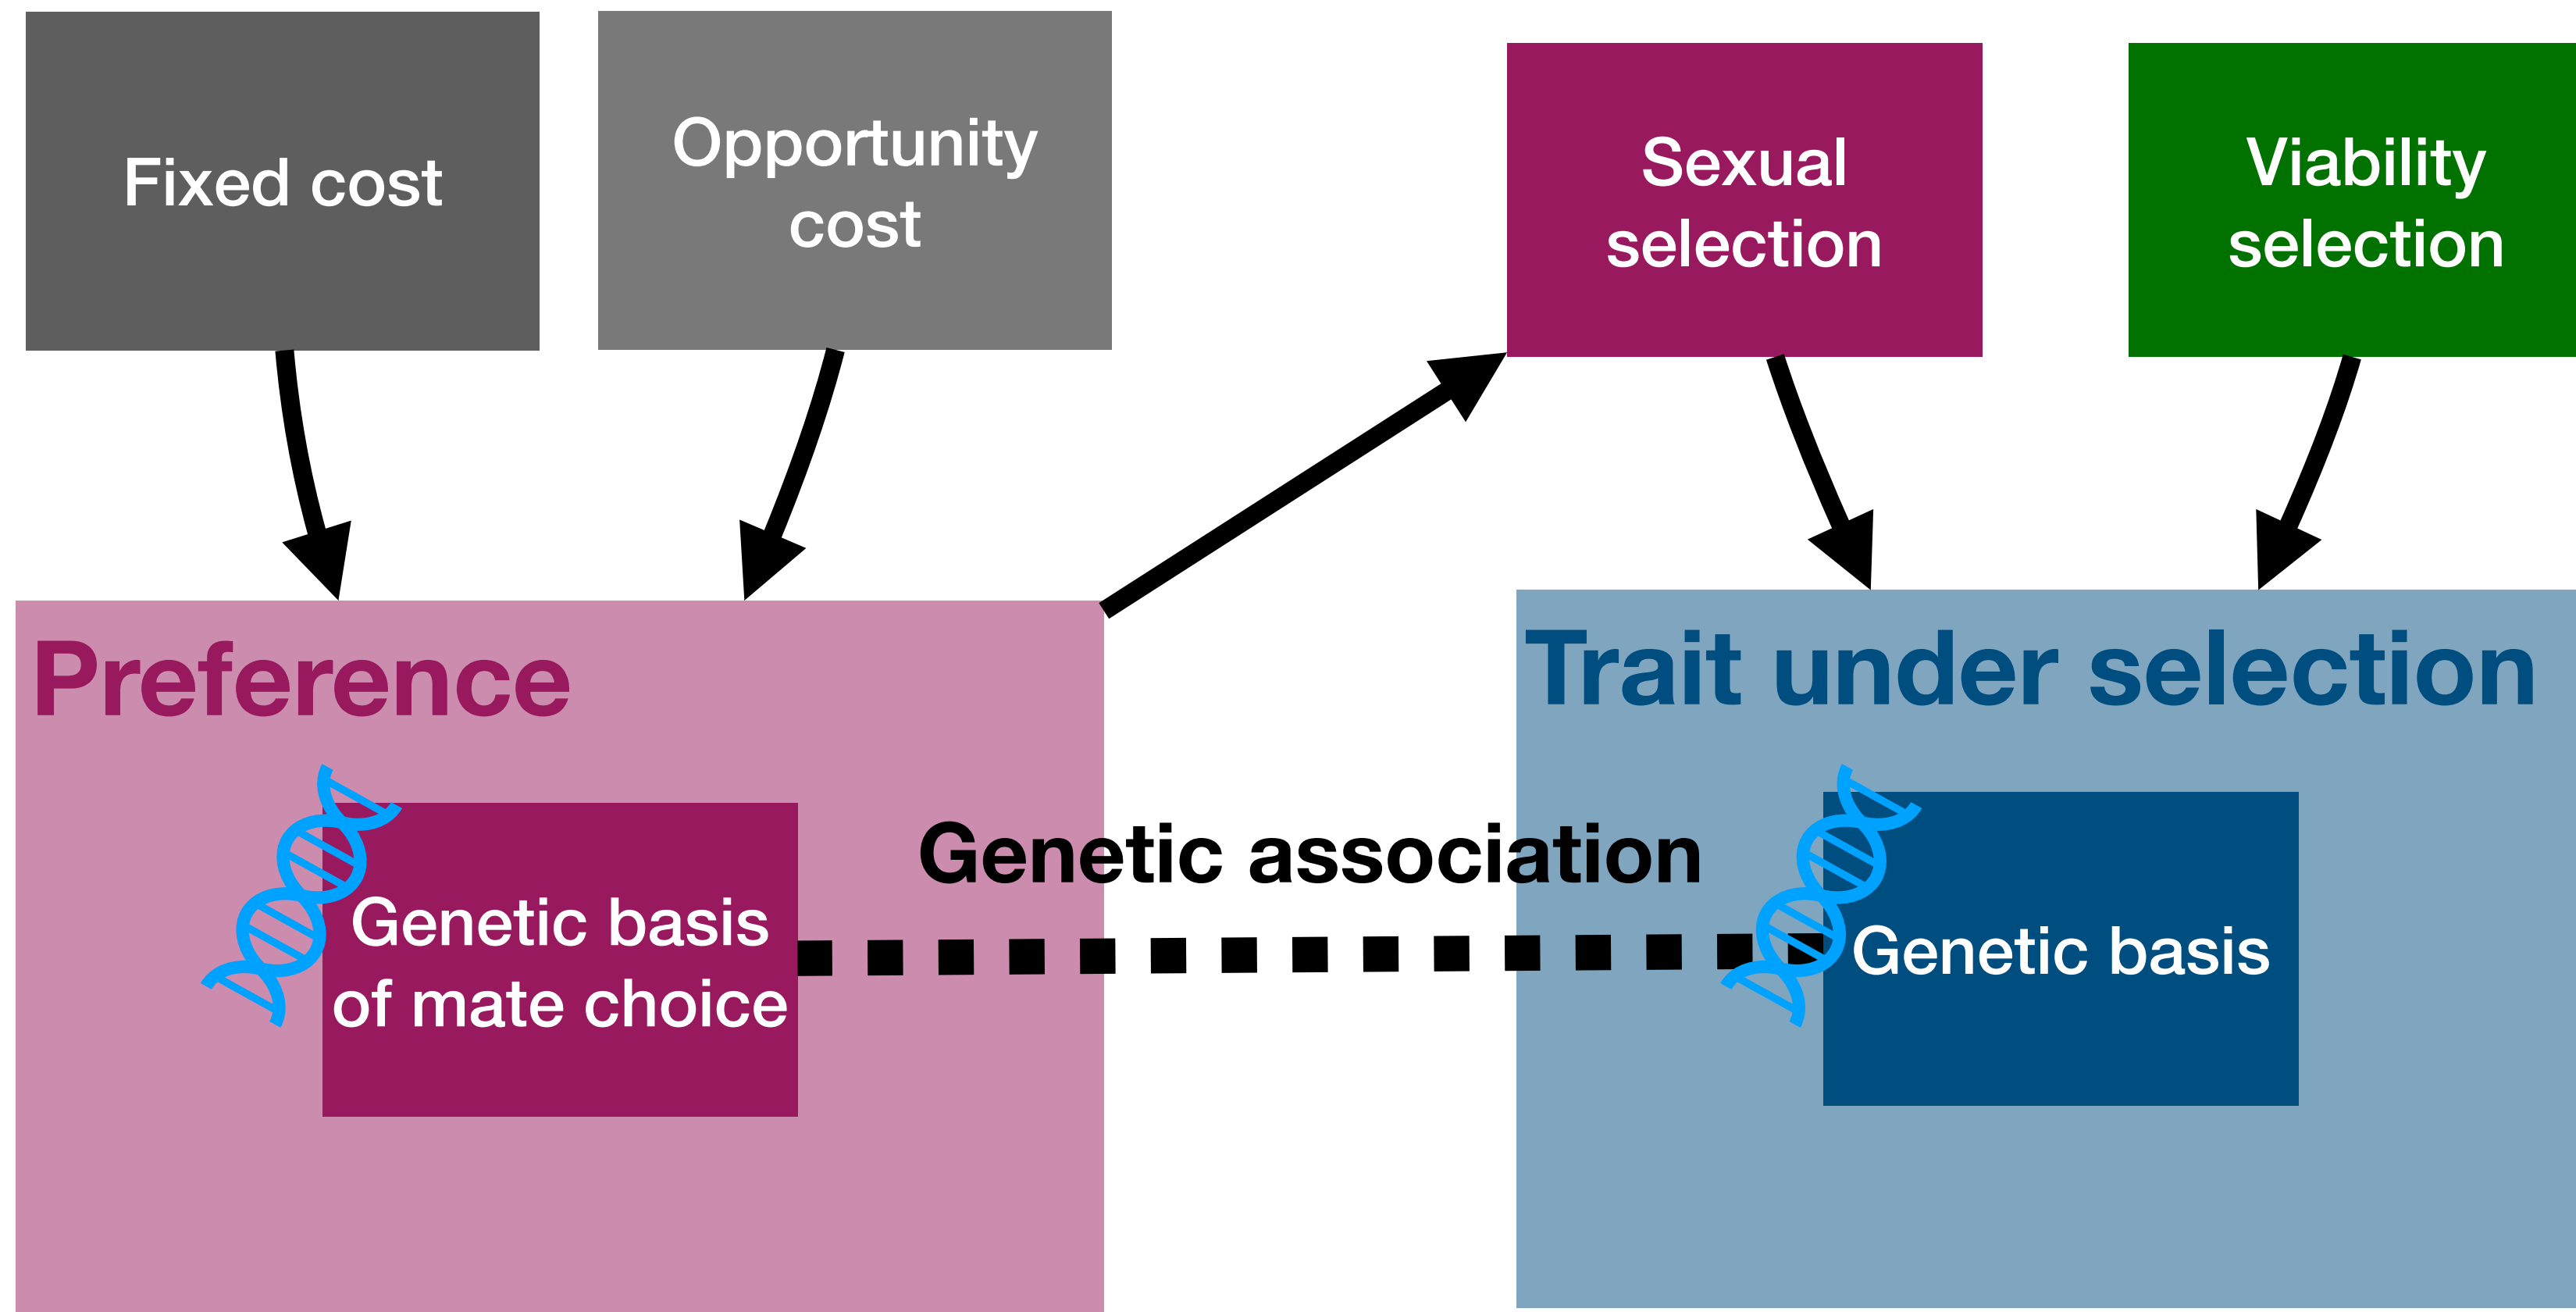 Fixed cost
Opportunity
cost
Sexual
selection
Viability
selection
Preference
Trait under selection
Genetic association
Genetic basis
of mate choice
Genetic basis